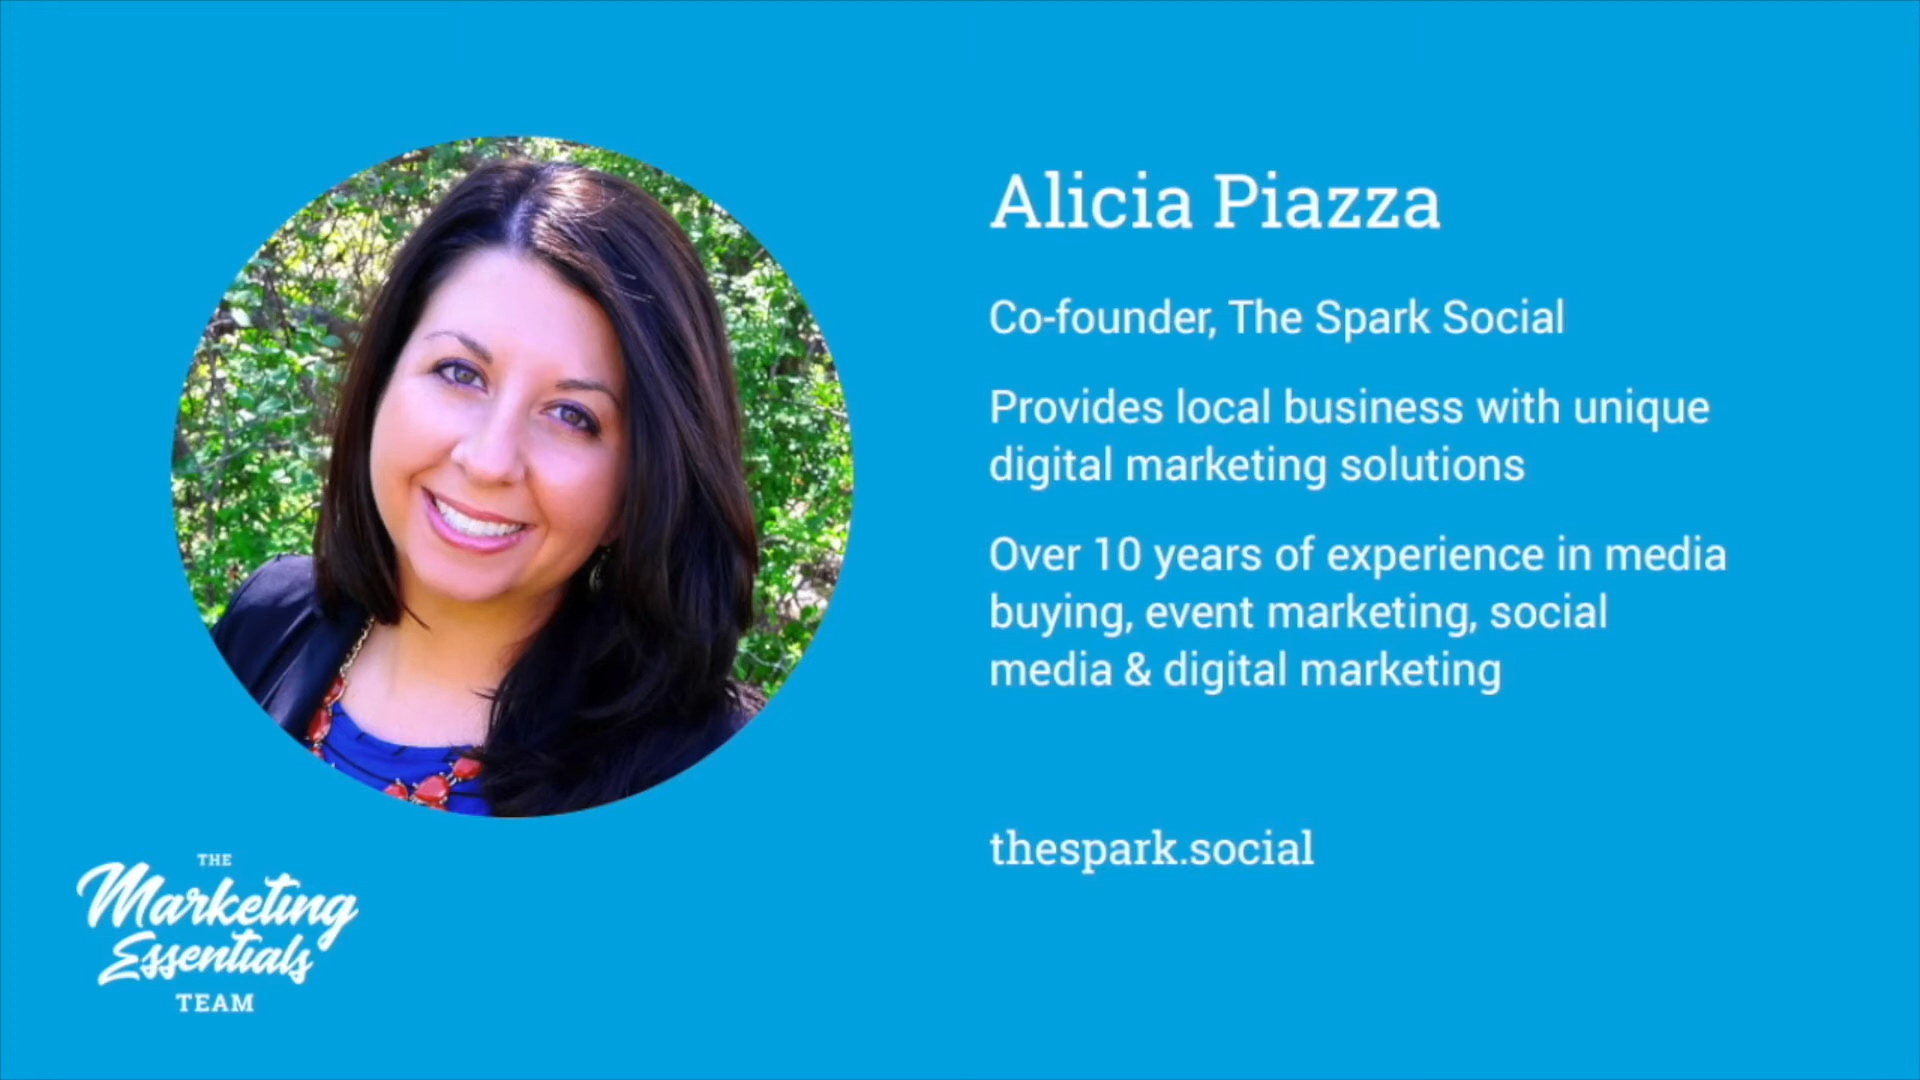 Alicia Piazza
Co-founder, The Spark Social
Provides local business with unique
digital marketing solutions
Over 10 years of experience in media
buying, event marketing, social
media & digital marketing
thespark.social
THE
Marketing
Essentials
TEAM